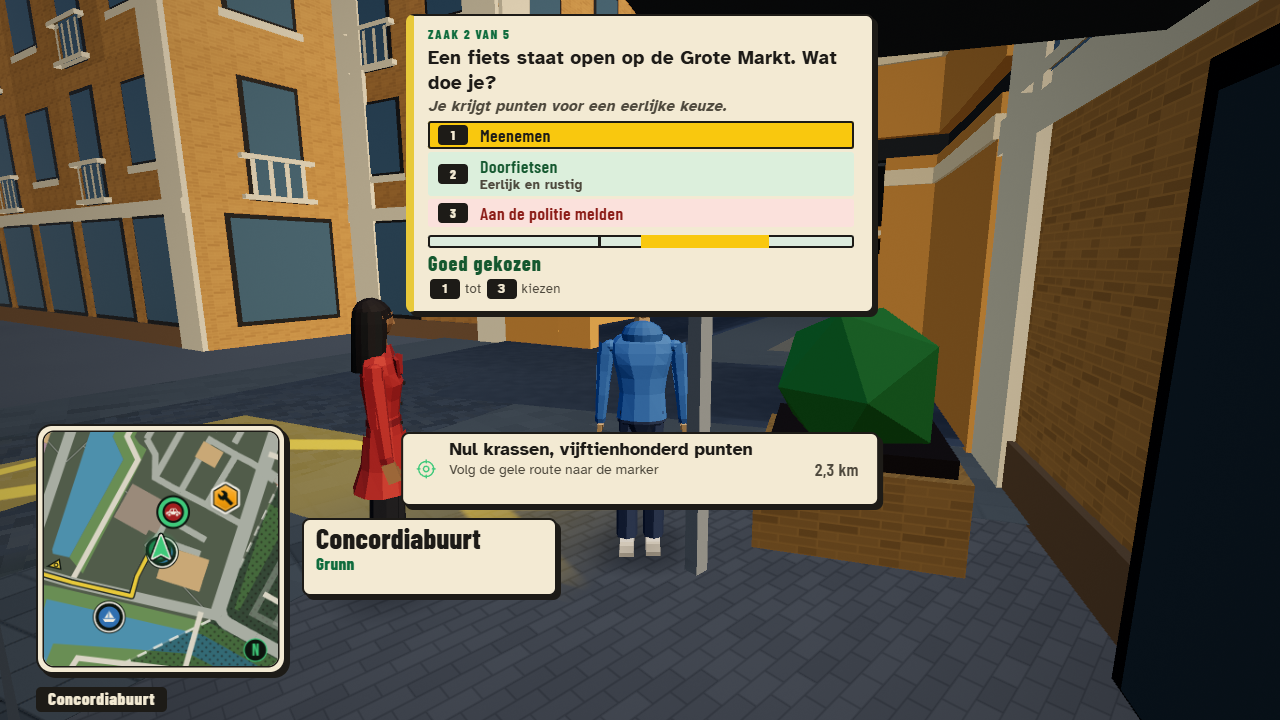 ZAAK 2 VAN 5
Een fiets staat open op de Grote Markt. Wat
doe je?
Je krijgt punten voor een eerlijke keuze.
1 Meenemen
2 Doorfietsen
Eerlijk en rustig
3 Aan de politie melden
Goed gekozen
1 tot 3 kiezen
Nul krassen, vijftienhonderd punten
Volg de gele route naar de marker
2,3 km
Concordiabuurt
Grunn
N
Concordiabuurt